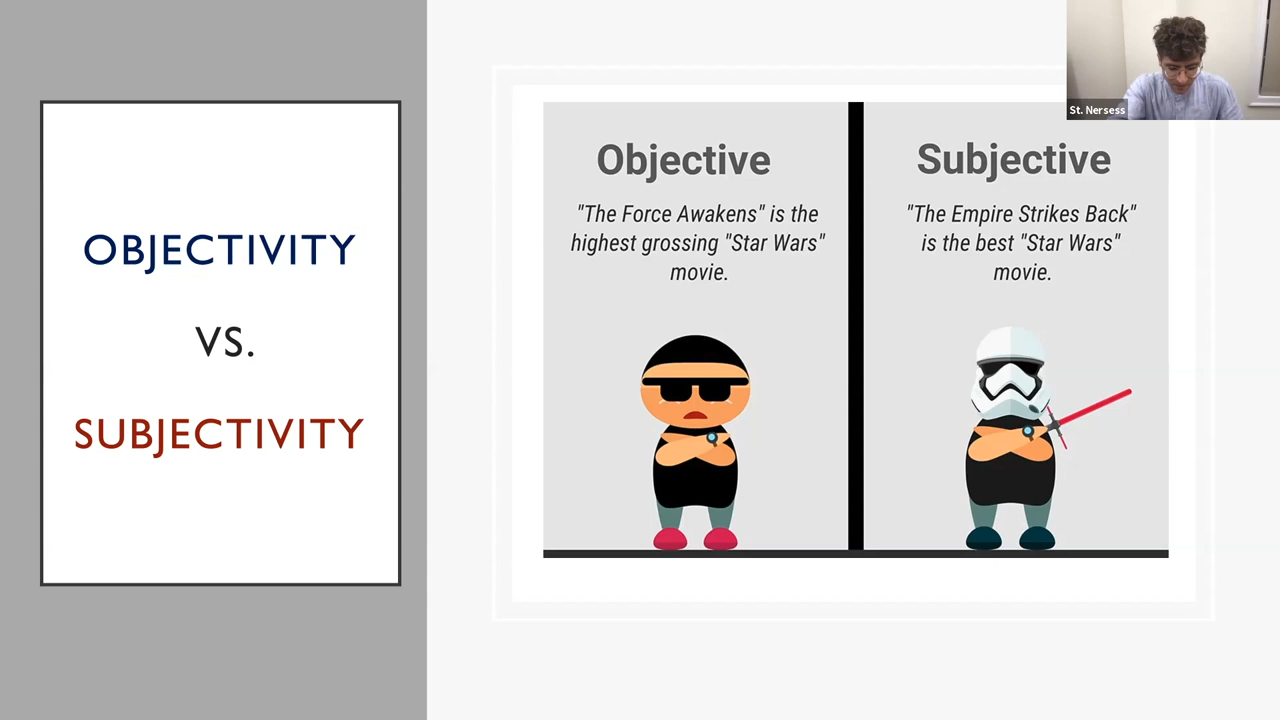 OBJECTIVITY
VS.
SUBJECTIVITY
Objective
"The Force Awakens" is the
highest grossing "Star Wars"
movie.
Subjective
"The Empire Strikes Back"
is the best "Star Wars"
movie.
St. Nersess